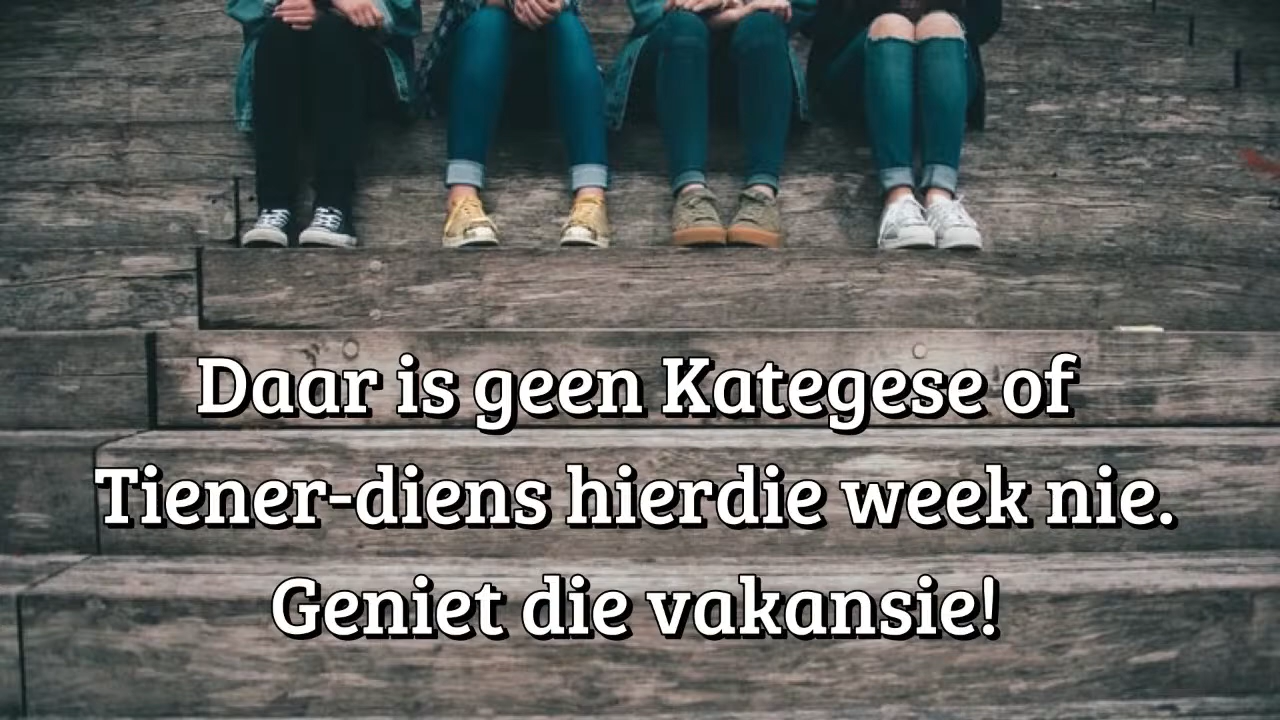 Daar is geen Kategese of
Tiener-diens hierdie week nie.
Geniet die vakansie!